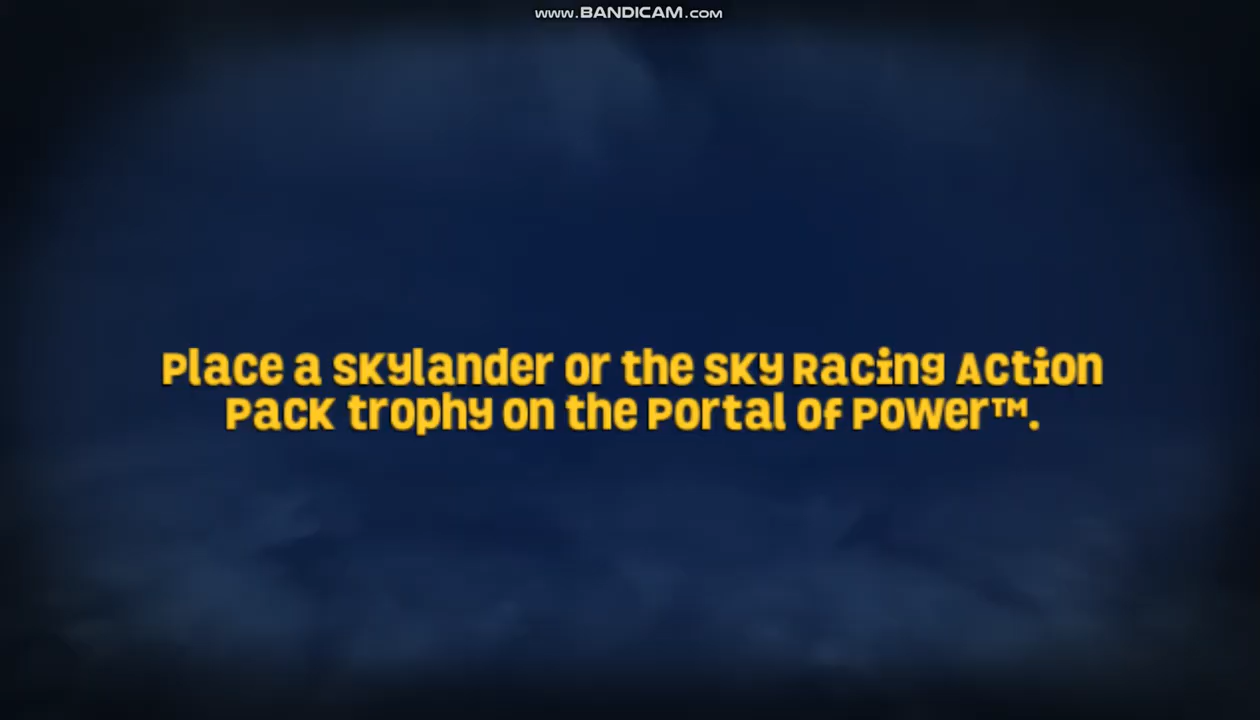 www.BANDICAM.com
Place a Skylander or the Sky Racing Action
Pack trophy on the Portal of Power™.